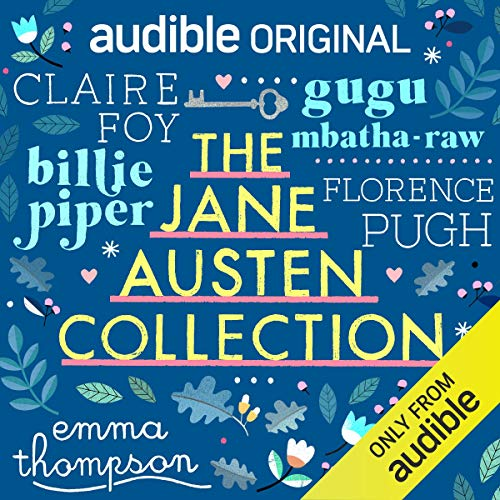 audible ORIGINAL
CLAIRE
FOY
gugu
mbatha-raw
billie
piper
FLORENCE
PUGH
THE
JANE
AUSTEN
COLLECTION
emma
thompson
ONLY FROM
audible